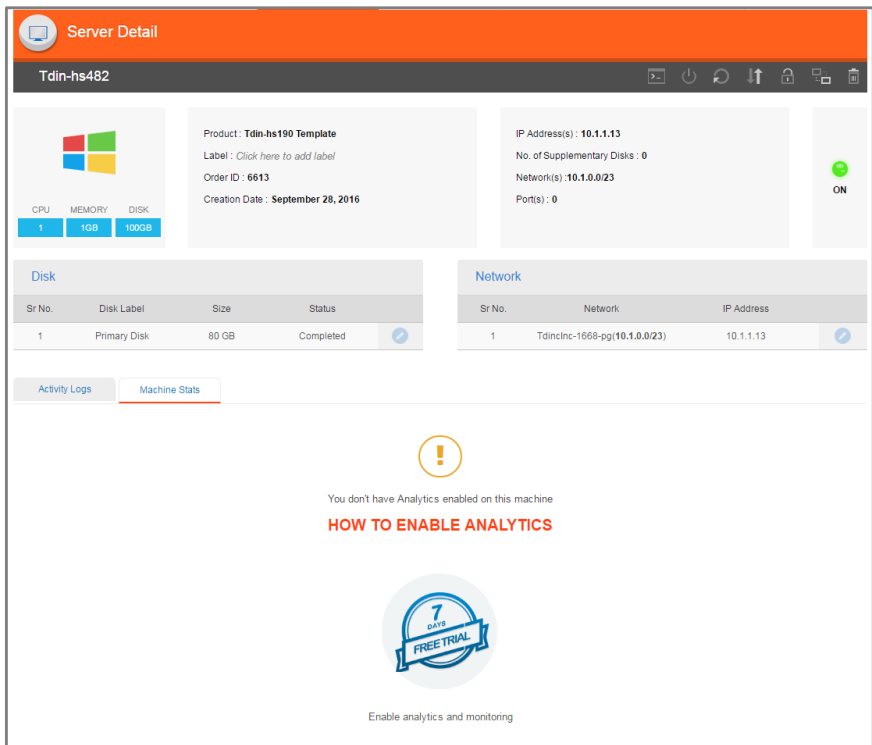 Server Detail
Tdin-hs482
CPU MEMORY DISK
1 1GB 100GB
Product : Tdin-hs190 Template
Label : Click here to add label
Order ID : 6613
Creation Date : September 28, 2016
IP Address(s) : 10.1.1.13
No. of Supplementary Disks : 0
Network(s) :10.1.0.0/23
Port(s) : 0
ON
Disk
Sr No. Disk Label Size Status
1 Primary Disk 80 GB Completed
Network
Sr No. Network IP Address
1 TdincInc-1668-pg(10.1.0.0/23) 10.1.1.13
Activity Logs Machine Stats
You don't have Analytics enabled on this machine
HOW TO ENABLE ANALYTICS
7
DAYS
FREE TRIAL
Enable analytics and monitoring